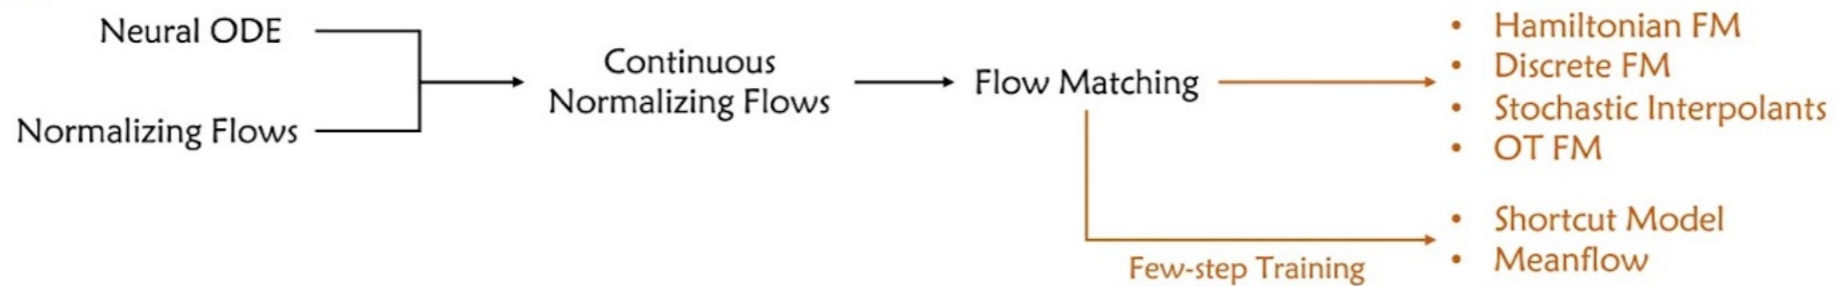 Neural ODE
Normalizing Flows
Continuous
Normalizing Flows
Flow Matching
• Hamiltonian FM
• Discrete FM
• Stochastic Interpolants
• OT FM
Few-step Training
• Shortcut Model
• Meanflow